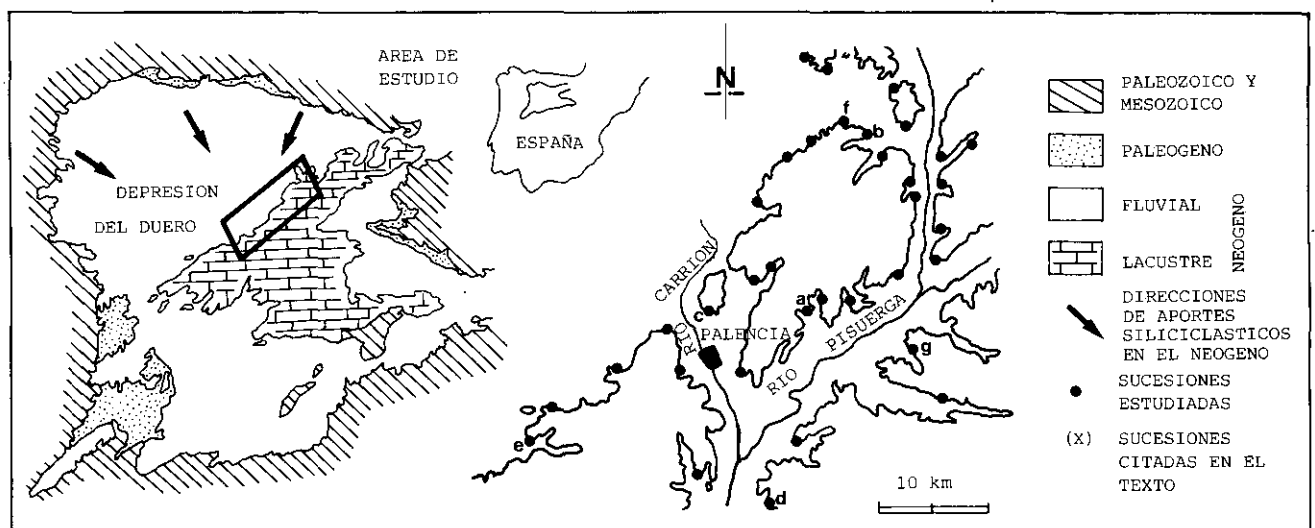 AREA DE
ESTUDIO
ESPAÑA
DEPRESION
DEL DUERO
N
f
b
a
c
g
e
d
RIO CARRION
PALENCIA
RIO PISUERGA
10 km
PALEOZOICO Y
MESOZOICO
PALEOGENO
FLUVIAL
LACUSTRE
NEOGENO
DIRECCIONES
DE APORTES
SILICICLASTICOS
EN EL NEOGENO
SUCESIONES
ESTUDIADAS
(X) SUCESIONES
CITADAS EN EL
TEXTO